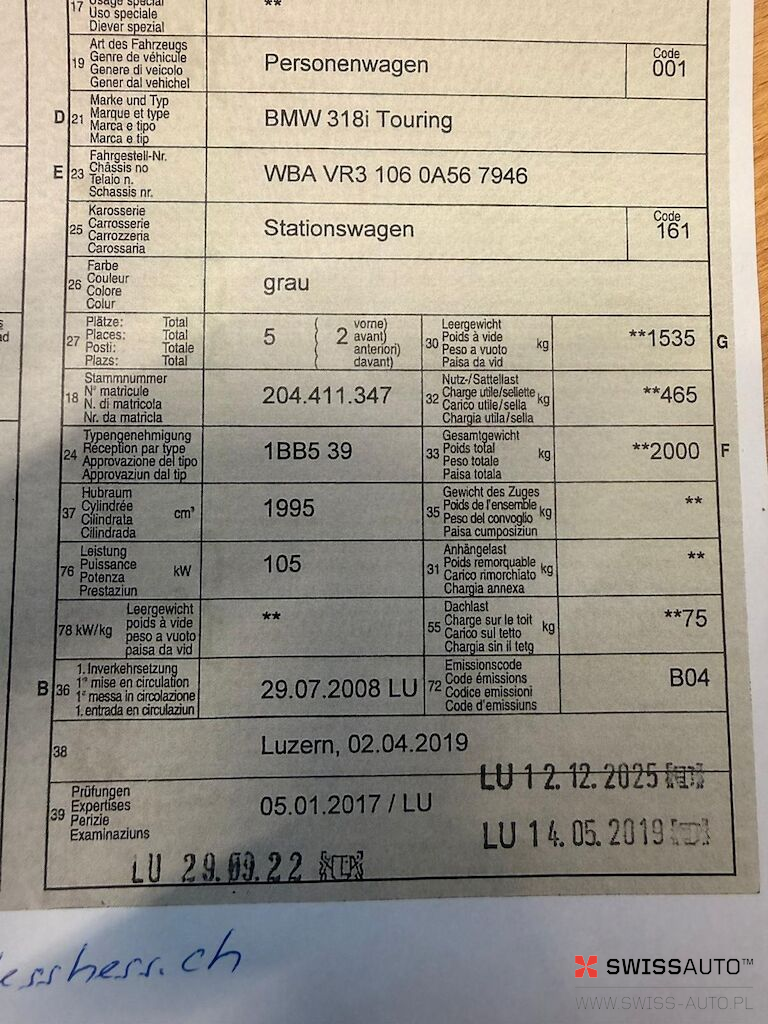 17 Usage spécial
Uso speciale
Diever spezial
**
19 Art des Fahrzeugs
Genre de véhicule
Genere di veicolo
Gener dal vehichel
Personenwagen
Code
001
D 21 Marke und Typ
Marque et type
Marca e tipo
Marca e tip
BMW 318i Touring
E 23 Fahrgestell-Nr.
Châssis no
Telaio n.
Schassis nr.
WBA VR3 106 0A56 7946
25 Karosserie
Carrosserie
Carrozzeria
Carossaria
Stationswagen
Code
161
26 Farbe
Couleur
Colore
Colur
grau
27 Plätze: Total
Places: Total
Posti: Totale
Plazs: Total
5 ( 2 vorne)
( avant)
( anteriori)
( davant)
30 Leergewicht
Poids à vide
Peso a vuoto
Paisa da vid
kg
**1535 G
18 Stammnummer
N° matricule
N. di matricola
Nr. da matricla
204.411.347
32 Nutz-/Sattellast
Charge utile/sellette
Carico utile/sella
Chargia utila/sella
kg
**465
24 Typengenehmigung
Réception par type
Approvazione del tipo
Approvaziun dal tip
1BB5 39
33 Gesamtgewicht
Poids total
Peso totale
Paisa totala
kg
**2000 F
37 Hubraum
Cylindrée
Cilindrata
Cilindrada
cm³
1995
35 Gewicht des Zuges
Poids de l'ensemble
Peso del convoglio
Paisa cumposiziun
kg
**
76 Leistung
Puissance
Potenza
Prestaziun
kW
105
31 Anhängelast
Poids remorquable
Carico rimorchiato
Chargia annexa
kg
**
78 kW/kg Leergewicht
poids à vide
peso a vuoto
paisa da vid
**
55 Dachlast
Charge sur le toit
Carico sul tetto
Chargia sin il tetg
kg
**75
B 36 1. Inverkehrsetzung
1re mise en circulation
1a messa in circolazione
1. entrada en circulaziun
29.07.2008 LU
72 Emissionscode
Code émissions
Codice emissioni
Code d'emissiuns
B04
38
Luzern, 02.04.2019
LU 12.12.2025
39 Prüfungen
Expertises
Perizie
Examinaziuns
05.01.2017 / LU
LU 14.05.2019
LU 29.09.22
esshess.ch
SWISSAUTO™
WWW.SWISS-AUTO.PL